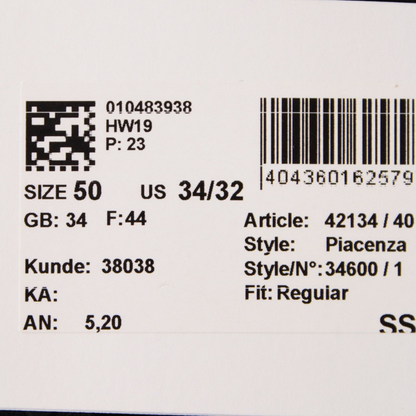 010483938
HW19
P: 23
404360162579
SIZE 50 US 34/32
GB: 34 F:44
Article: 42134 / 40
Style: Piacenza
Kunde: 38038
Style/N°: 34600 / 1
KA:
Fit: Regular
AN: 5,20
SS